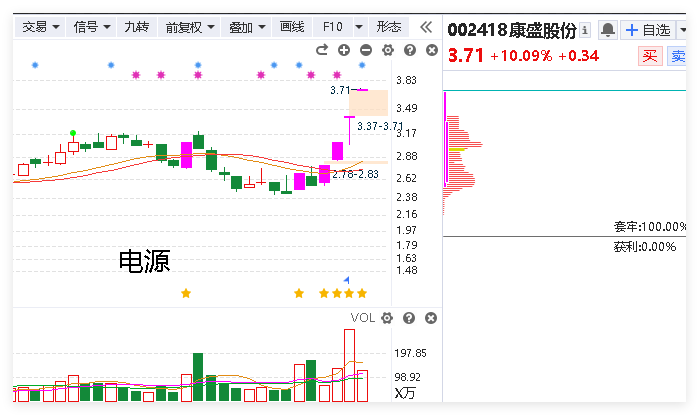 交易 信号 九转 前复权 叠加 画线 F10 形态
002418康盛股份 自选
3.71 +10.09% +0.34 买 卖
3.83
3.71
3.49
3.37-3.71
3.17
2.88
2.78-2.83
2.62
2.38
2.16
1.97
1.79
1.63
1.48
电源
套牢:100.00%
获利:0.00%
VOL
197.85
98.92
X万